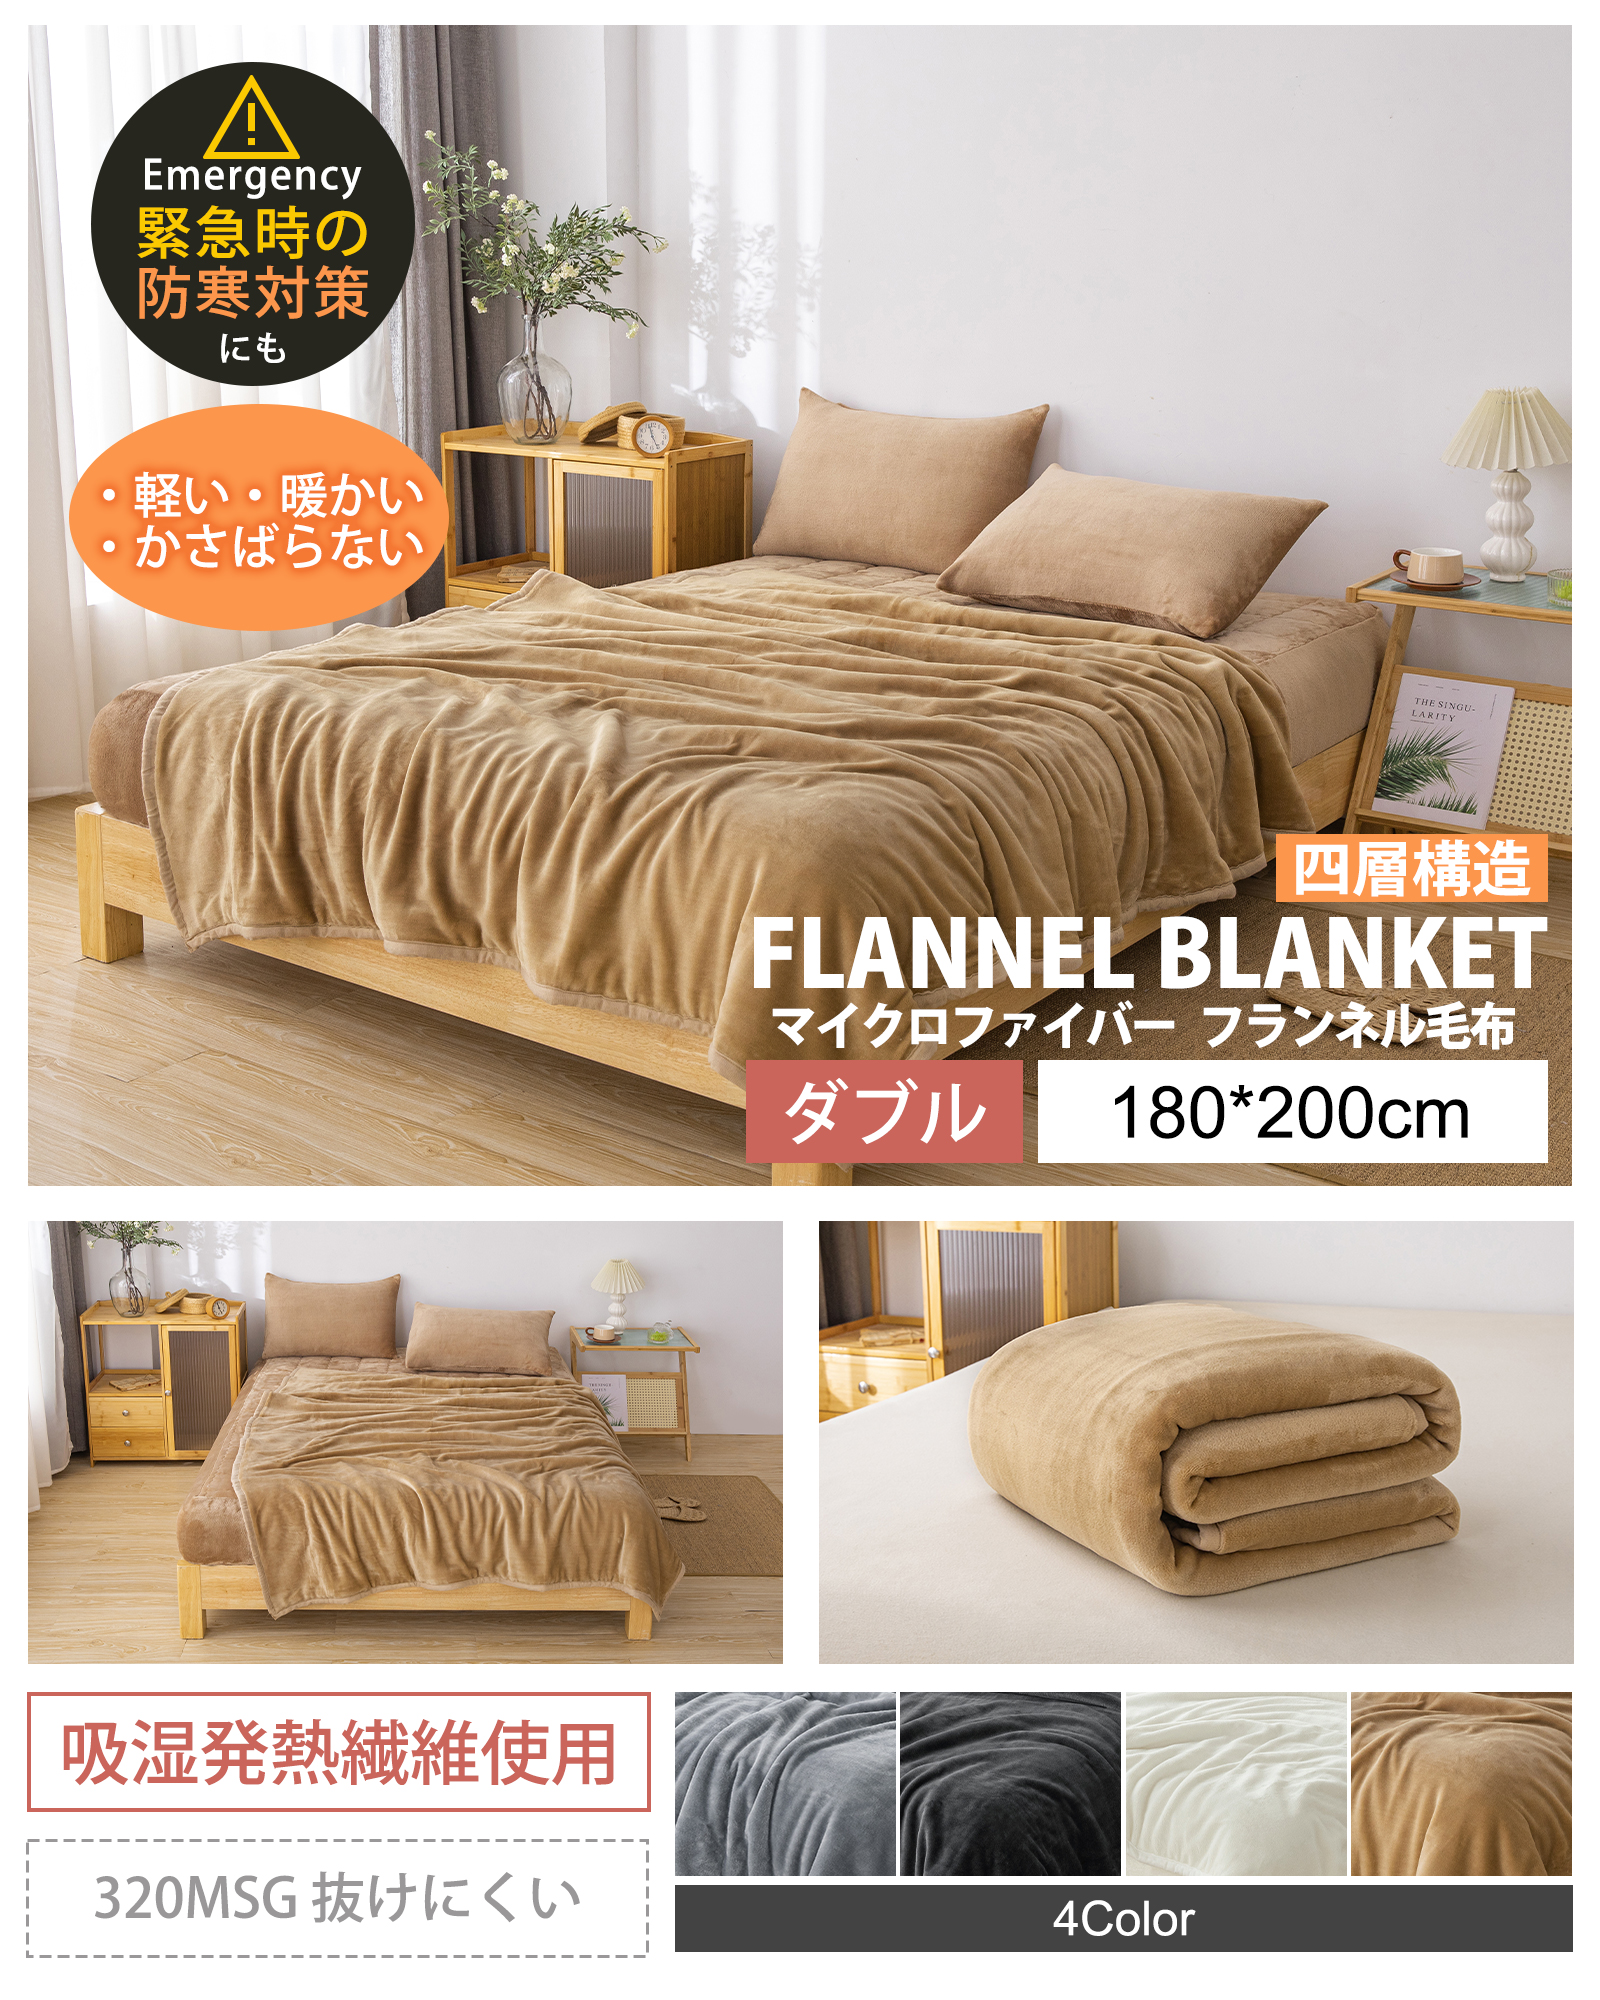 Emergency
緊急時の
防寒対策
にも
・軽い・暖かい
・かさばらない
THE SINGU-
LARITY
四層構造
FLANNEL BLANKET
マイクロファイバー フランネル毛布
ダブル
180*200cm
吸湿発熱繊維使用
320MSG 抜けにくい
4Color